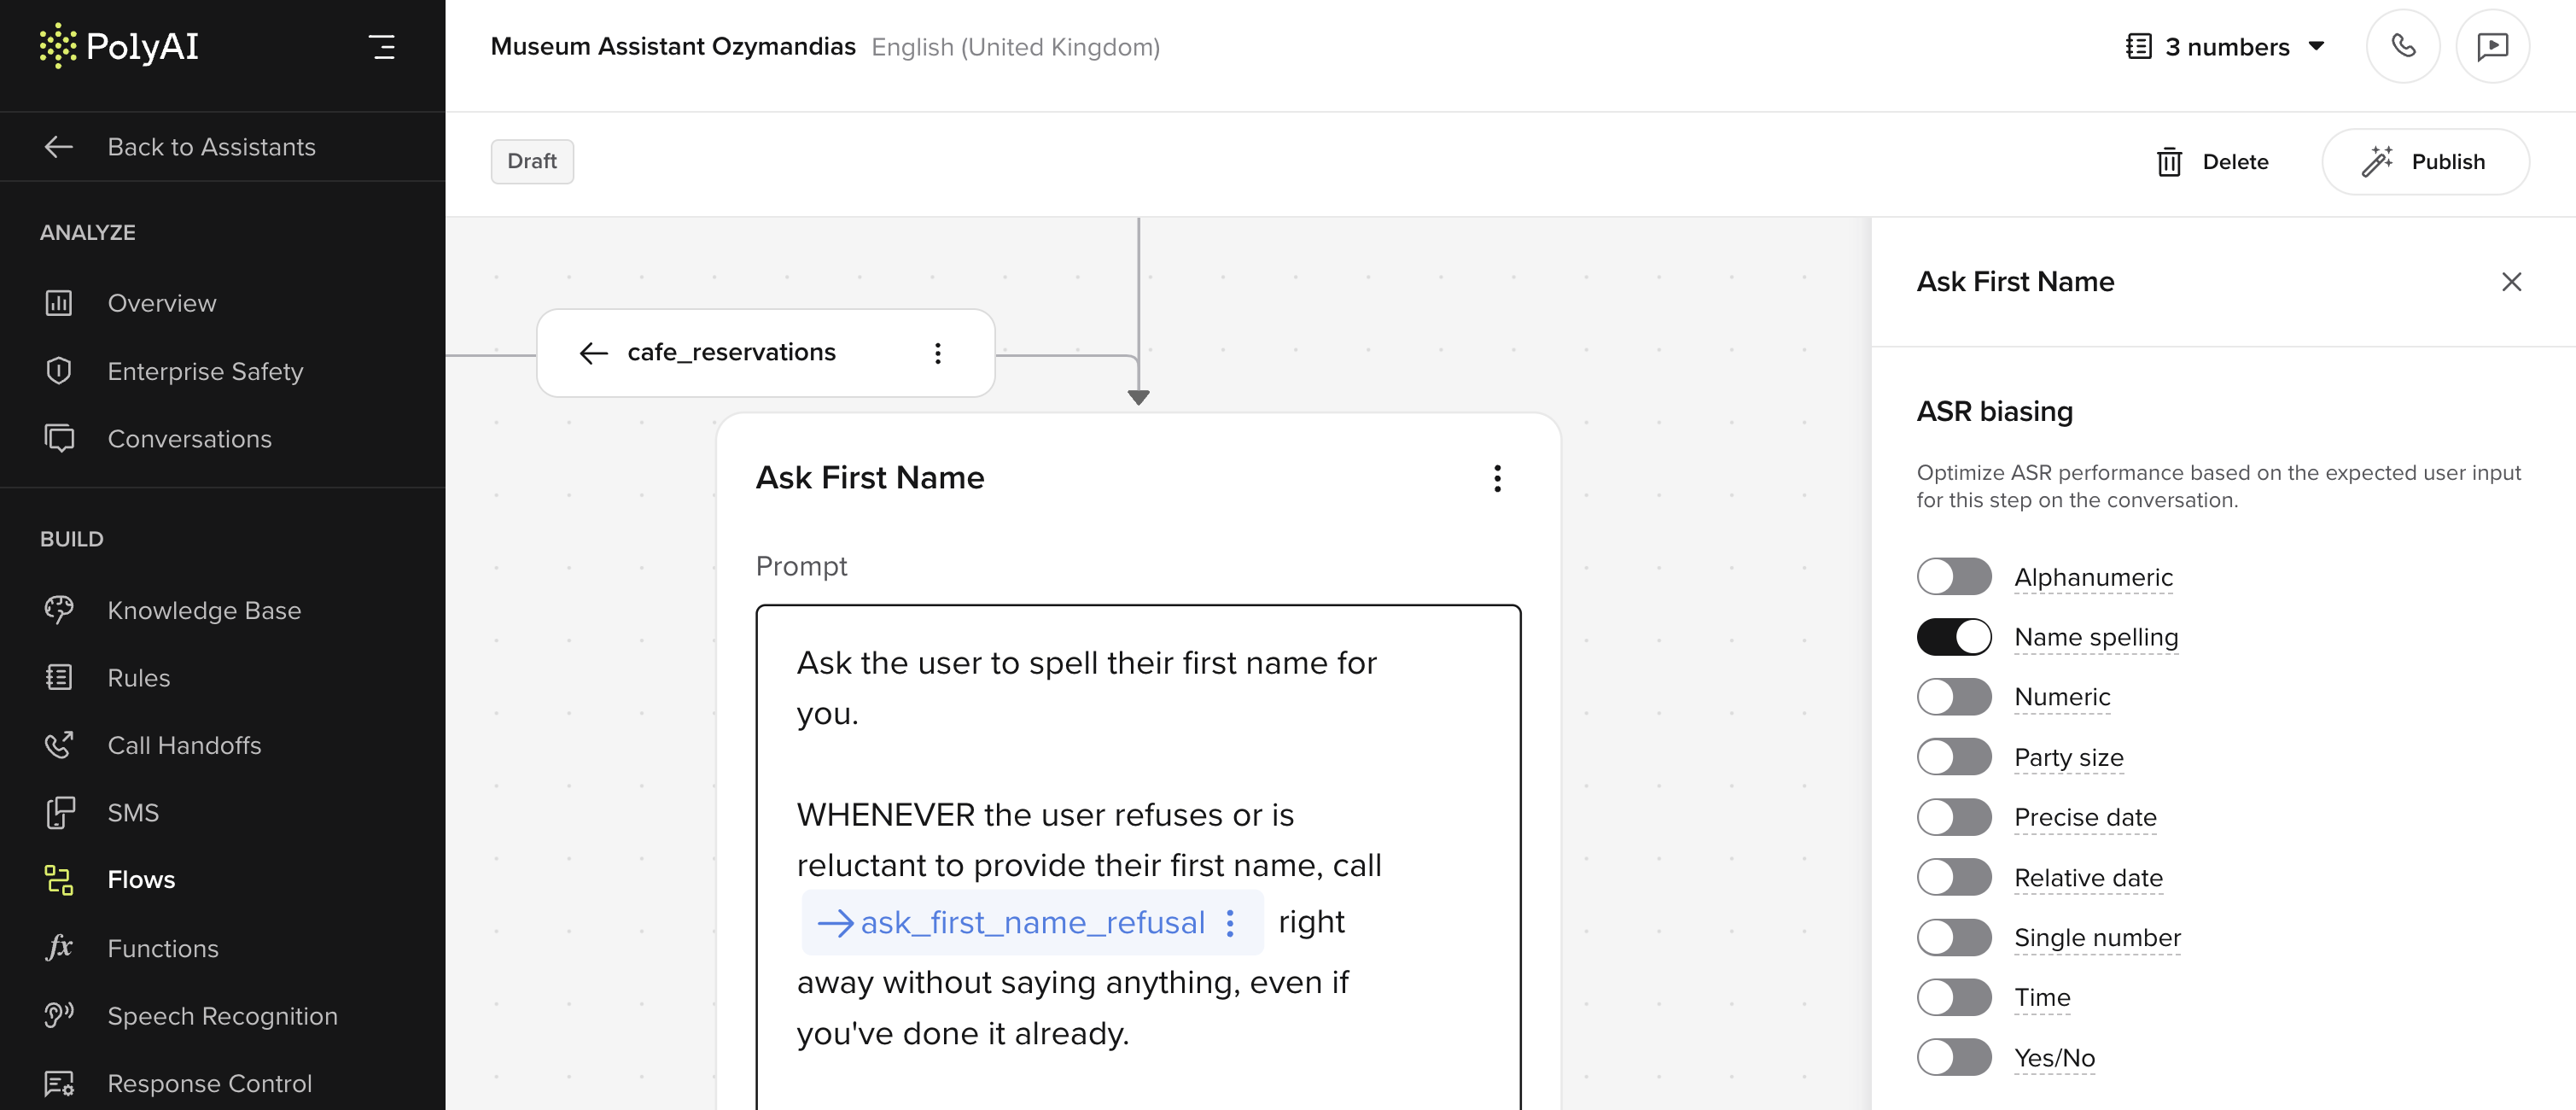 PolyAI
Back to Assistants
ANALYZE
Overview
Enterprise Safety
Conversations
BUILD
Knowledge Base
Rules
Call Handoffs
SMS
Flows
fx Functions
Speech Recognition
Response Control
Museum Assistant Ozymandias English (United Kingdom)
3 numbers
Draft
Delete
Publish
cafe_reservations
Ask First Name
Prompt
Ask the user to spell their first name for
you.
WHENEVER the user refuses or is
reluctant to provide their first name, call
ask_first_name_refusal right
away without saying anything, even if
you've done it already.
Ask First Name
ASR biasing
Optimize ASR performance based on the expected user input
for this step on the conversation.
Alphanumeric
Name spelling
Numeric
Party size
Precise date
Relative date
Single number
Time
Yes/No